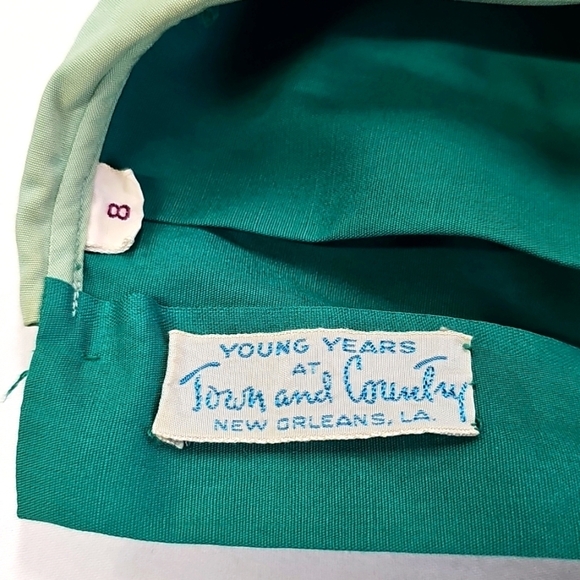 8
YOUNG YEARS
AT
Town and Country
NEW ORLEANS, LA.